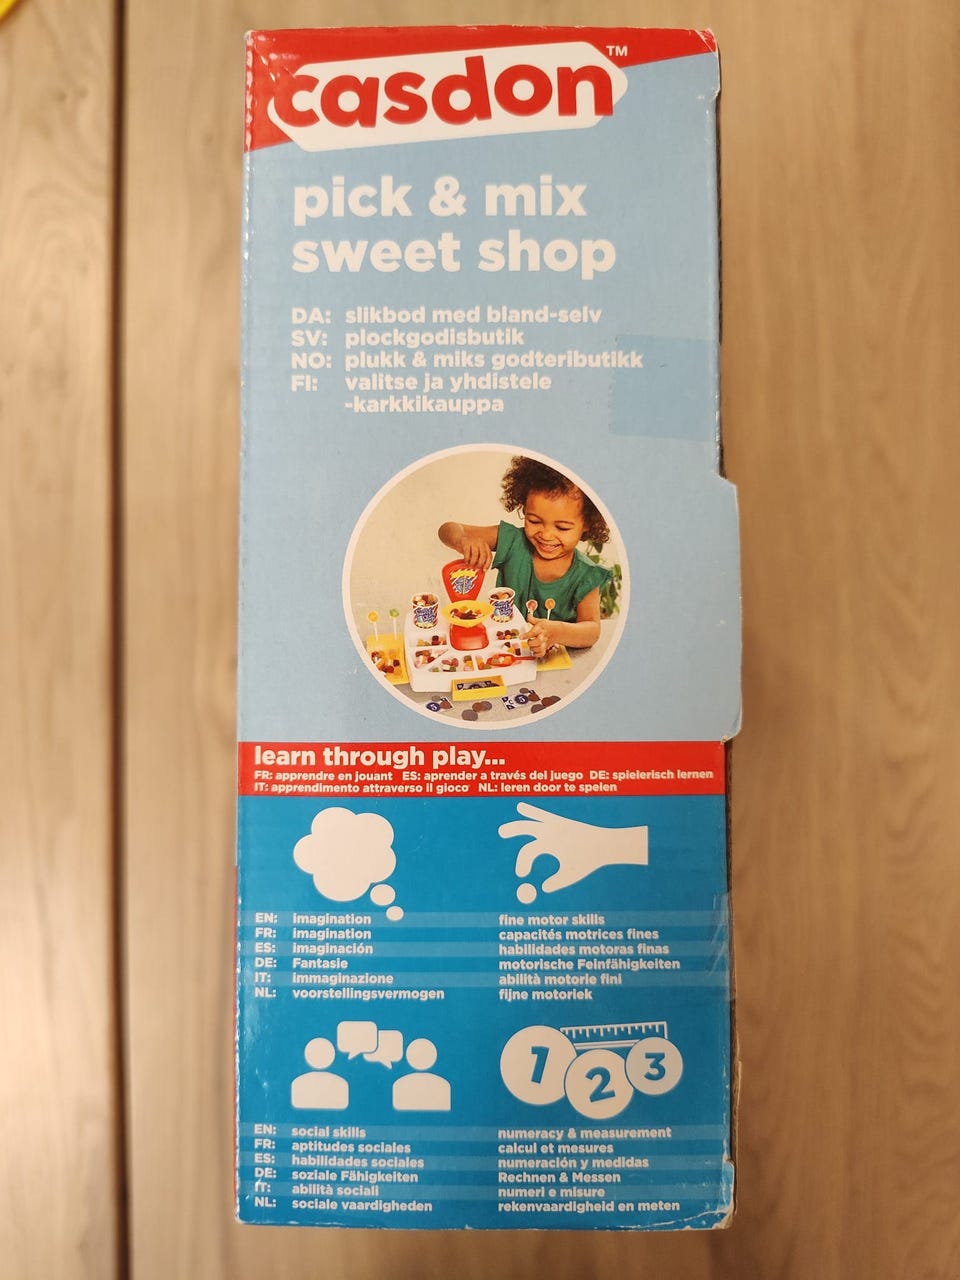 casdon™
pick & mix
sweet shop
DA: slikbod med bland-selv
SV: plockgodisbutik
NO: plukk & miks godteributikk
FI: valitse ja yhdistele
-karkkikauppa
learn through play...
FR: apprendre en jouant ES: aprender a través del juego DE: spielerisch lernen
IT: apprendimento attraverso il gioco NL: leren door te spelen
EN: imagination
FR: imagination
ES: imaginación
DE: Fantasie
IT: immaginazione
NL: voorstellingsvermogen
fine motor skills
capacités motrices fines
habilidades motoras finas
motorische Feinfähigkeiten
abilità motorie fini
fijne motoriek
1 2 3
EN: social skills
FR: aptitudes sociales
ES: habilidades sociales
DE: soziale Fähigkeiten
IT: abilità sociali
NL: sociale vaardigheden
numeracy & measurement
calcul et mesures
numeración y medidas
Rechnen & Messen
numeri e misure
rekenvaardigheid en meten